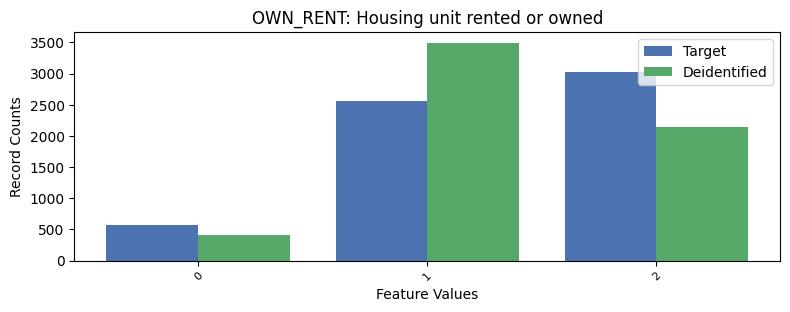 OWN_RENT: Housing unit rented or owned
Target
Deidentified
Record Counts
3500
3000
2500
2000
1500
1000
500
0
0
1
2
Feature Values